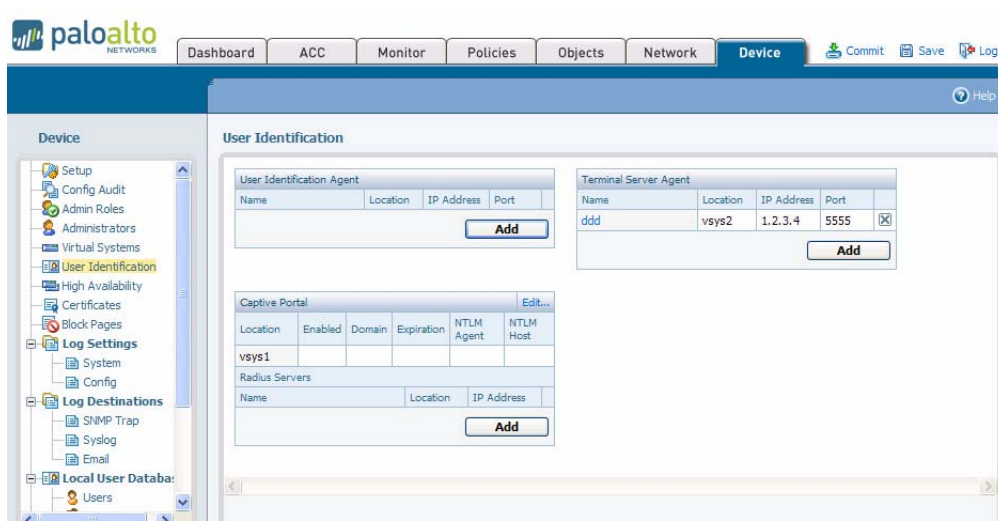 paloalto
NETWORKS
Dashboard ACC Monitor Policies Objects Network Device Commit Save Log
Help
Device
Setup
Config Audit
Admin Roles
Administrators
Virtual Systems
User Identification
High Availability
Certificates
Block Pages
Log Settings
System
Config
Log Destinations
SNMP Trap
Syslog
Email
Local User Databa
Users
User Identification
User Identification Agent
Name Location IP Address Port
Add
Terminal Server Agent
Name Location IP Address Port
ddd vsys2 1.2.3.4 5555
Add
Captive Portal Edit...
Location Enabled Domain Expiration NTLM Agent NTLM Host
vsys1
Radius Servers
Name Location IP Address
Add